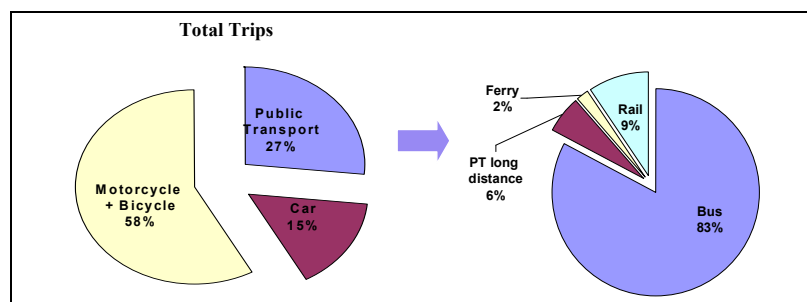 Total Trips
Public
Transport
27%
Motorcycle
+ Bicycle
58%
Car
15%
Ferry
2%
Rail
9%
PT long
distance
6%
Bus
83%